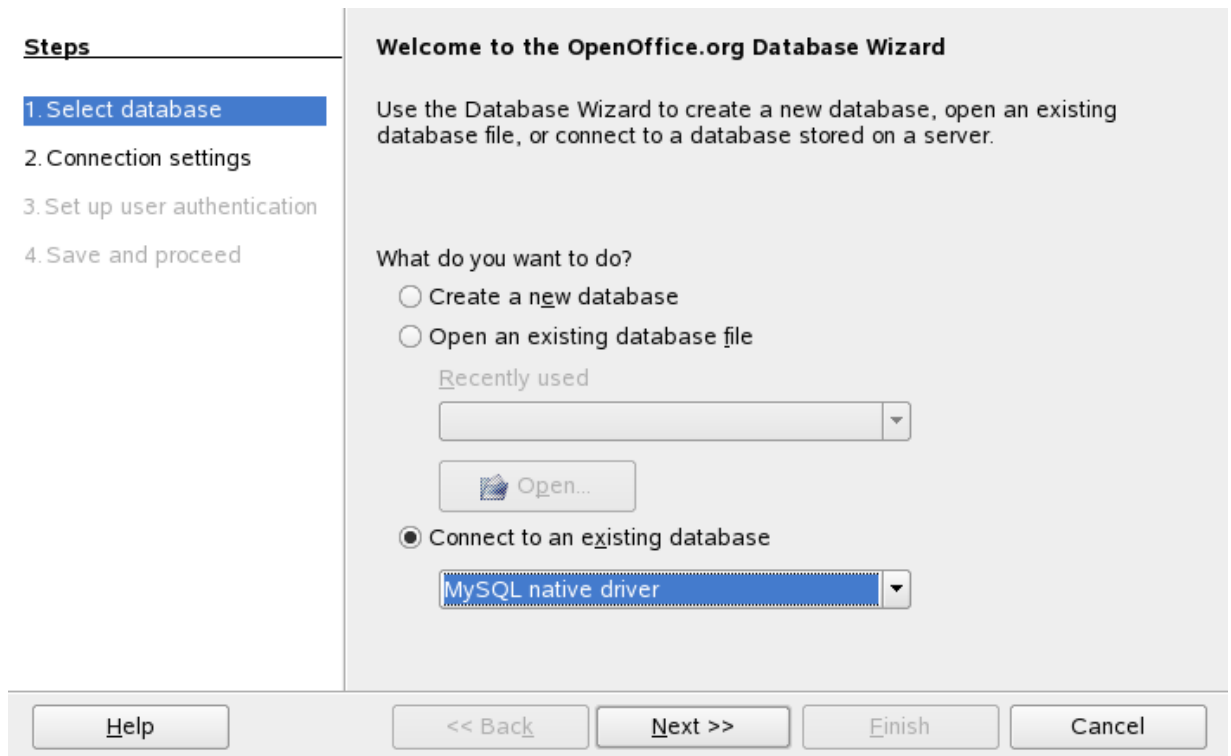 Steps
1. Select database
2. Connection settings
3. Set up user authentication
4. Save and proceed
Welcome to the OpenOffice.org Database Wizard
Use the Database Wizard to create a new database, open an existing
database file, or connect to a database stored on a server.
What do you want to do?
Create a new database
Open an existing database file
Recently used
Open...
Connect to an existing database
MySQL native driver
Help
<< Back
Next >>
Finish
Cancel